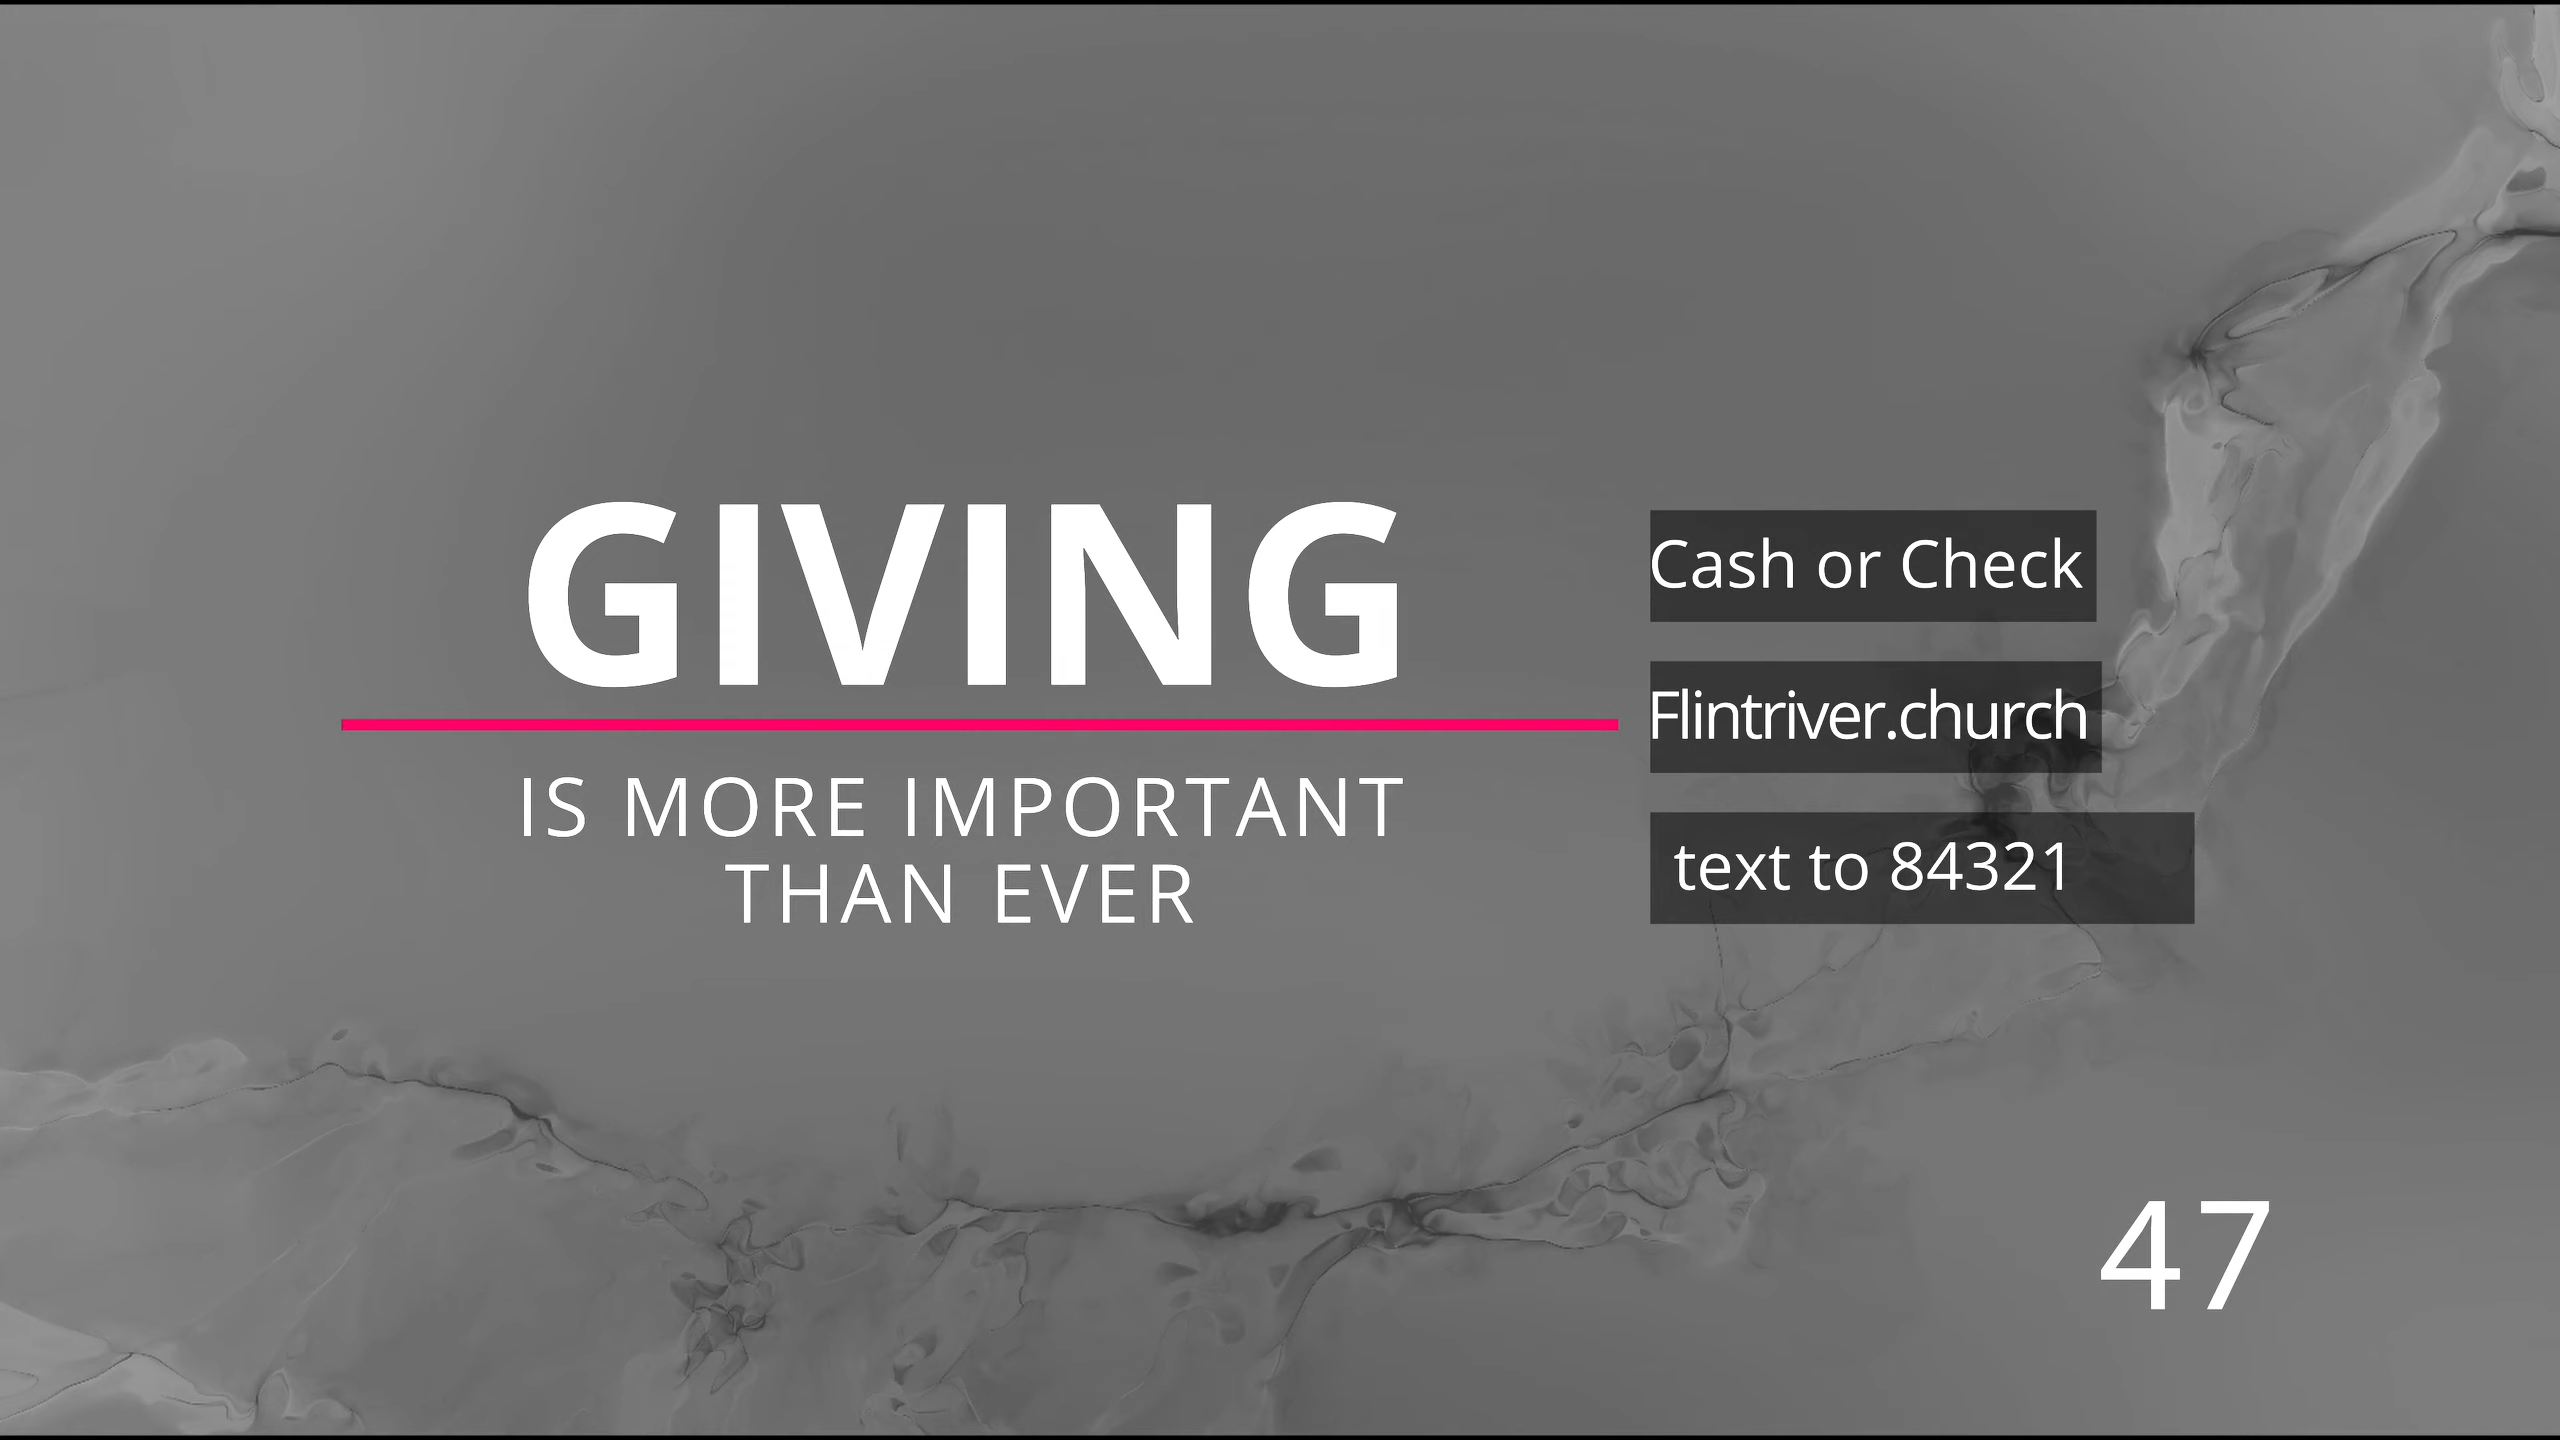 GIVING
IS MORE IMPORTANT
THAN EVER
Cash or Check
Flintriver.church
text to 84321
47